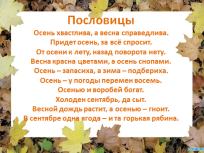 Пословицы
Осень хвастлива, а весна справедлива.
Придет осень, за всё спросит.
От осени к лету, назад поворота нету.
Весна красна цветами, а осень снопами.
Осень – запасиха, а зима – подбериха.
Осень – у погоды перемен восемь.
Осенью и воробей богат.
Холоден сентябрь, да сыт.
Весной дождь растит, а осенью – гноит.
В сентябре одна ягода – и та горькая рябина.